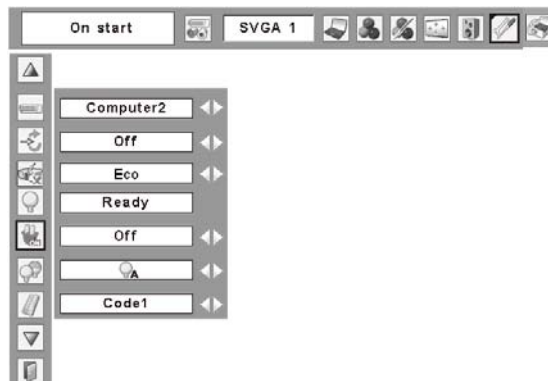 On start
SVGA 1
Computer2
Off
Eco
Ready
Off
A
Code1